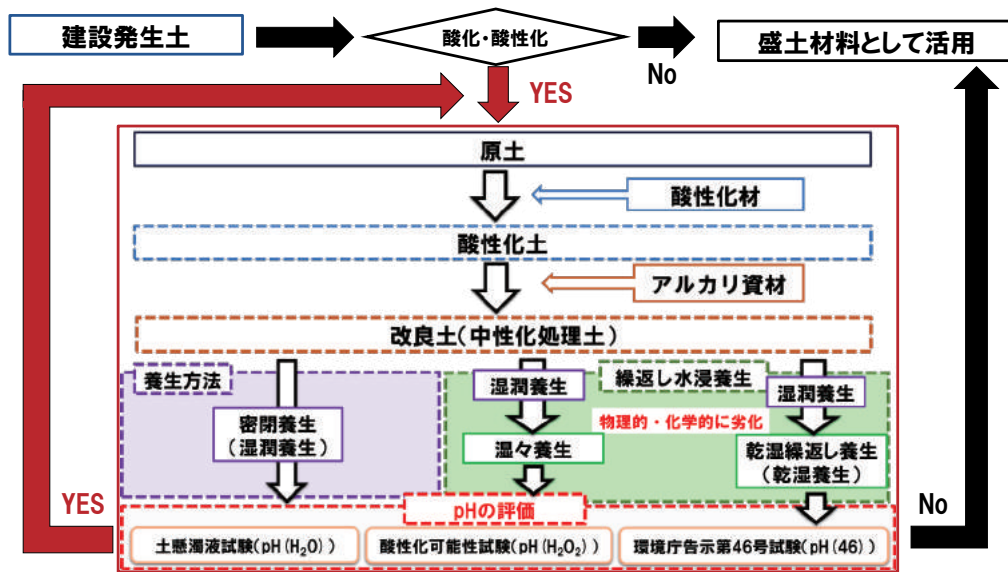 建設発生土
酸化・酸性化
盛土材料として活用
No
YES
原土
酸性化材
酸性化土
アルカリ資材
改良土(中性化処理土)
養生方法
湿潤養生
繰返し水浸養生
湿潤養生
密閉養生
(湿潤養生)
物理的・化学的に劣化
湿々養生
乾湿繰返し養生
(乾湿養生)
YES
No
pHの評価
土懸濁液試験(pH(H₂O))
酸性化可能性試験(pH(H₂O₂))
環境庁告示第46号試験(pH(46))